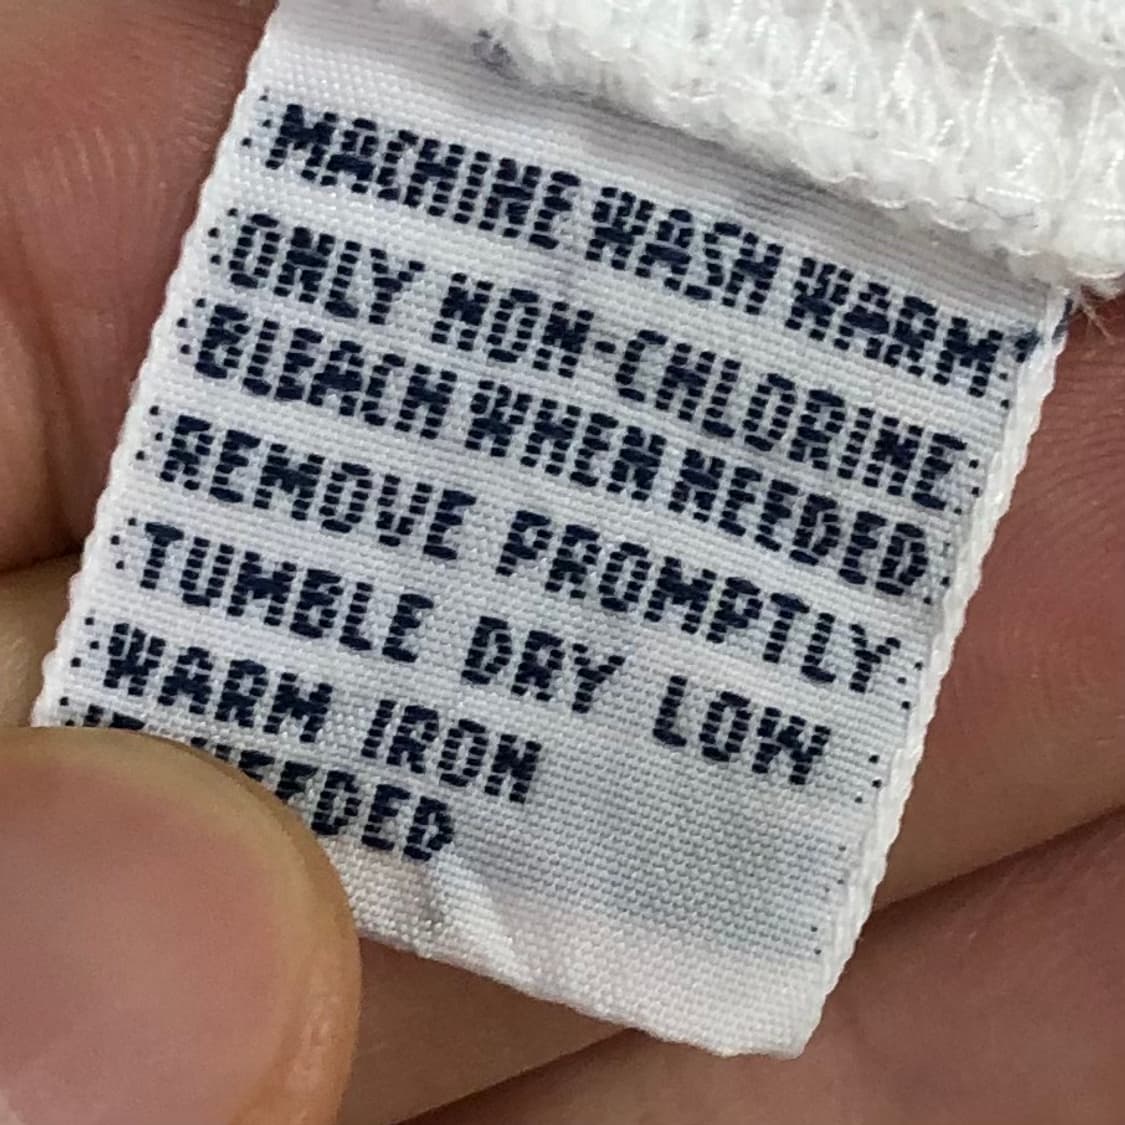 MACHINE WASH WARM
ONLY NON-CHLORINE
BLEACH WHEN NEEDED
REMOVE PROMPTLY
TUMBLE DRY LOW
WARM IRON